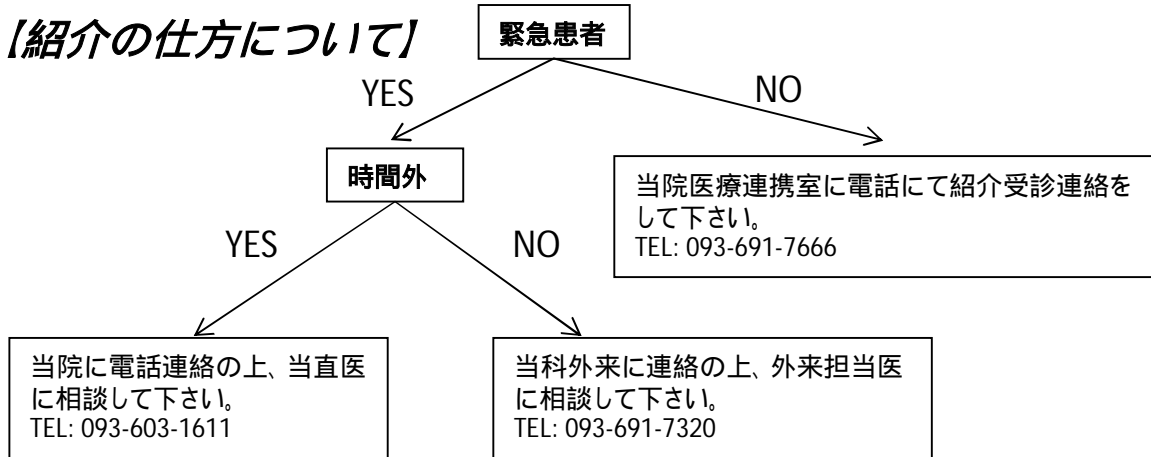 【紹介の仕方について】
緊急患者
YES
NO
時間外
当院医療連携室に電話にて紹介受診連絡を
して下さい。
TEL: 093-691-7666
YES
NO
当院に電話連絡の上、当直医
に相談して下さい。
TEL: 093-603-1611
当科外来に連絡の上、外来担当医
に相談して下さい。
TEL: 093-691-7320